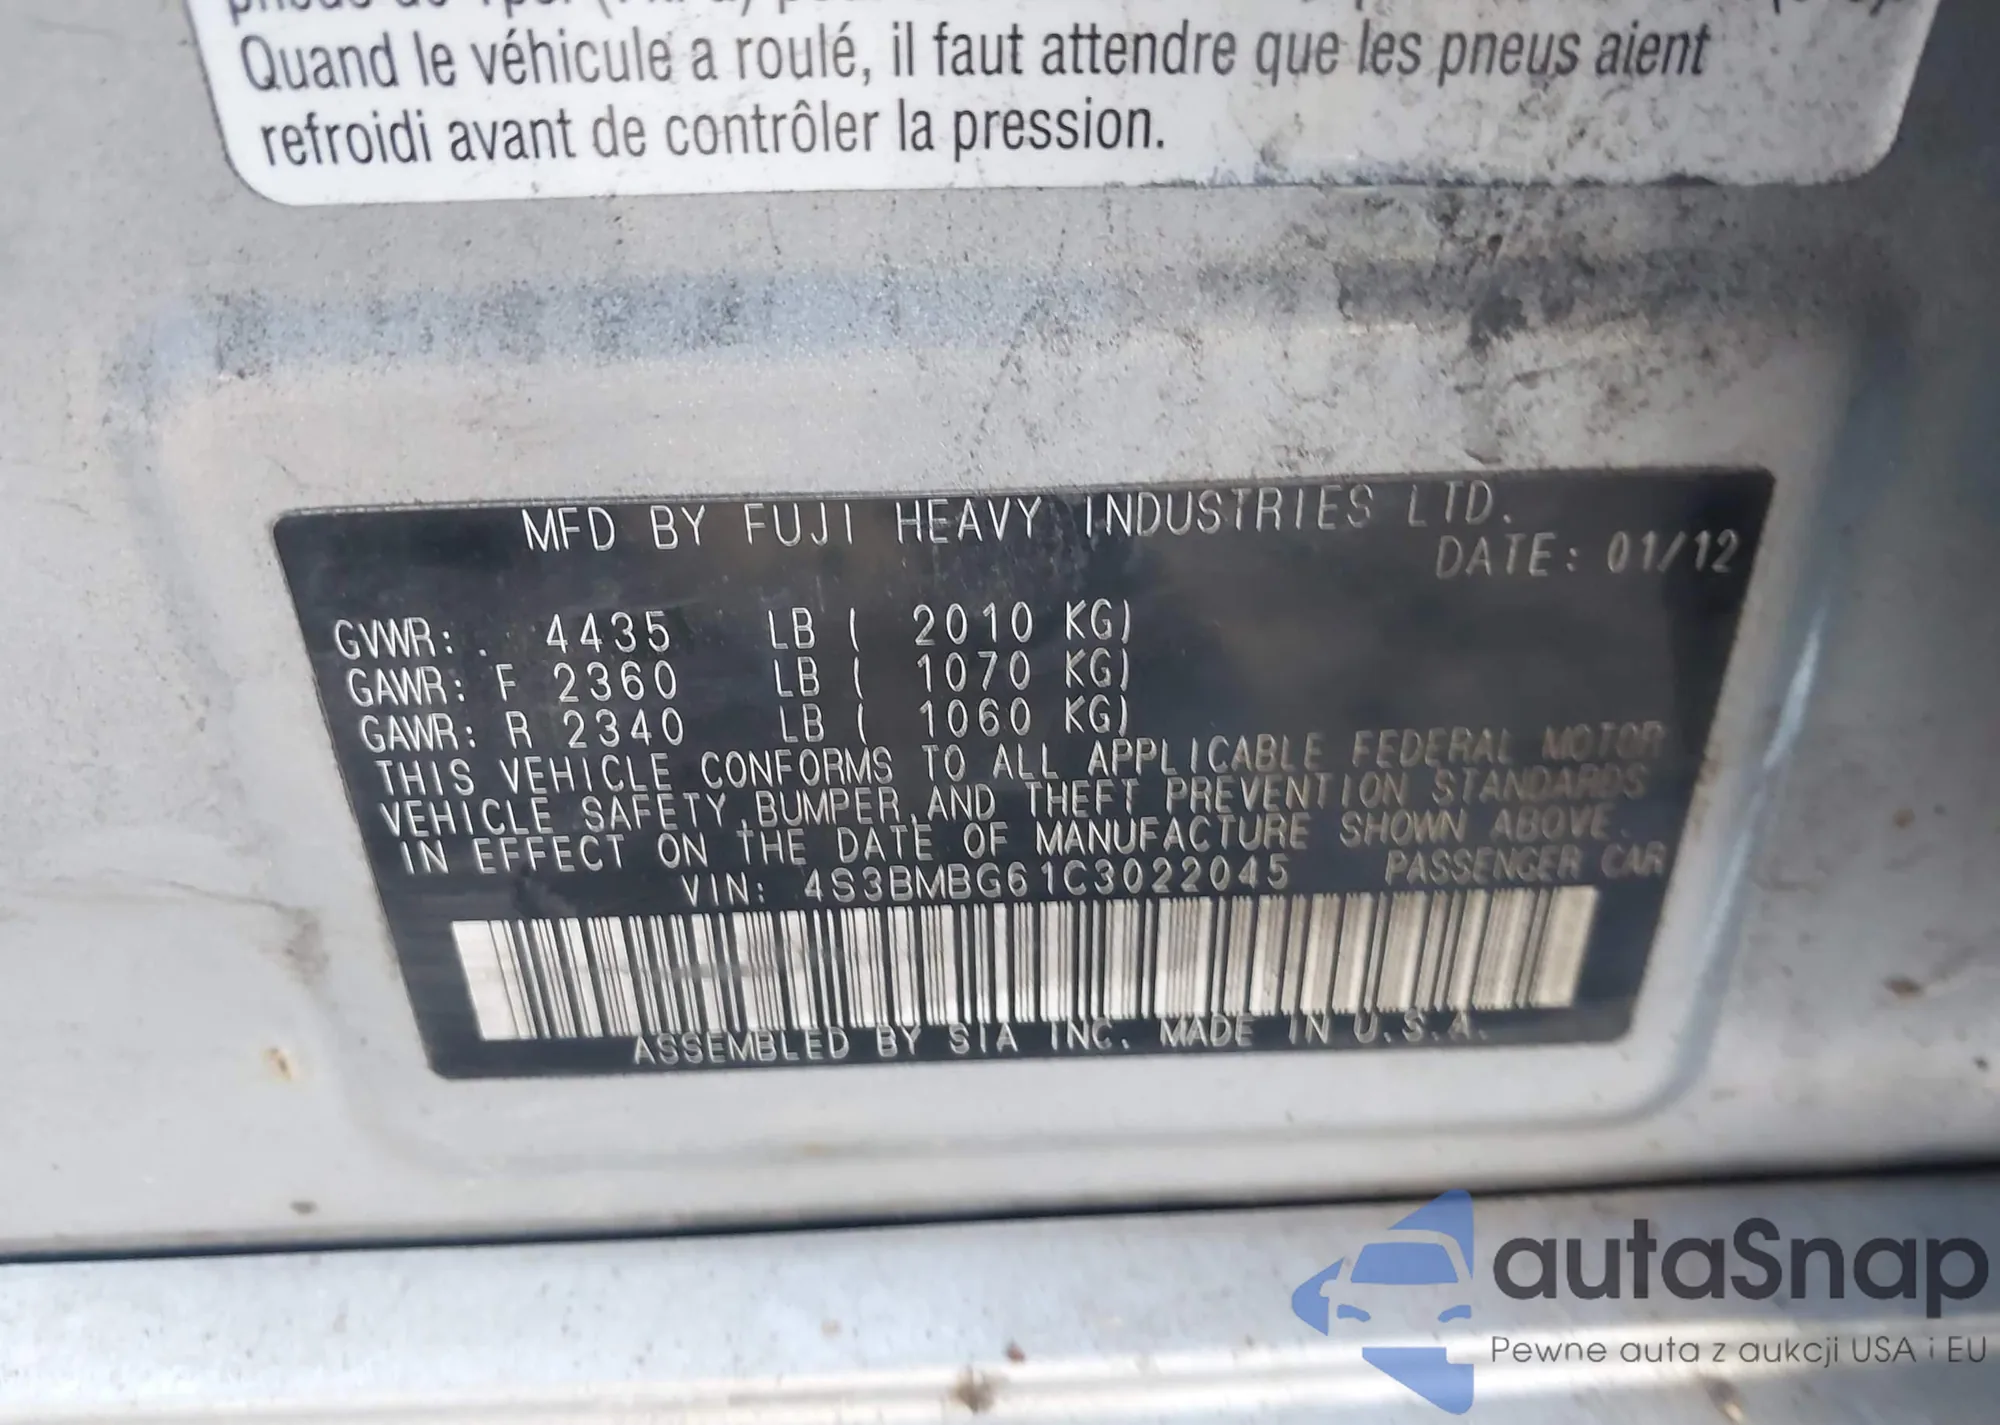 Quand le véhicule a roulé, il faut attendre que les pneus aient
refroidi avant de contrôler la pression.
MFD BY FUJI HEAVY INDUSTRIES LTD.
DATE: 01/12
GVWR: . 4435 LB ( 2010 KG)
GAWR: F 2360 LB ( 1070 KG)
GAWR: R 2340 LB ( 1060 KG)
THIS VEHICLE CONFORMS TO ALL APPLICABLE FEDERAL MOTOR
VEHICLE SAFETY,BUMPER,AND THEFT PREVENTION STANDARDS
IN EFFECT ON THE DATE OF MANUFACTURE SHOWN ABOVE.
VIN: 4S3BMBG61C3022045 PASSENGER CAR
ASSEMBLED BY SIA INC. MADE IN U.S.A.
autaSnap
Pewne auta z aukcji USA i EU